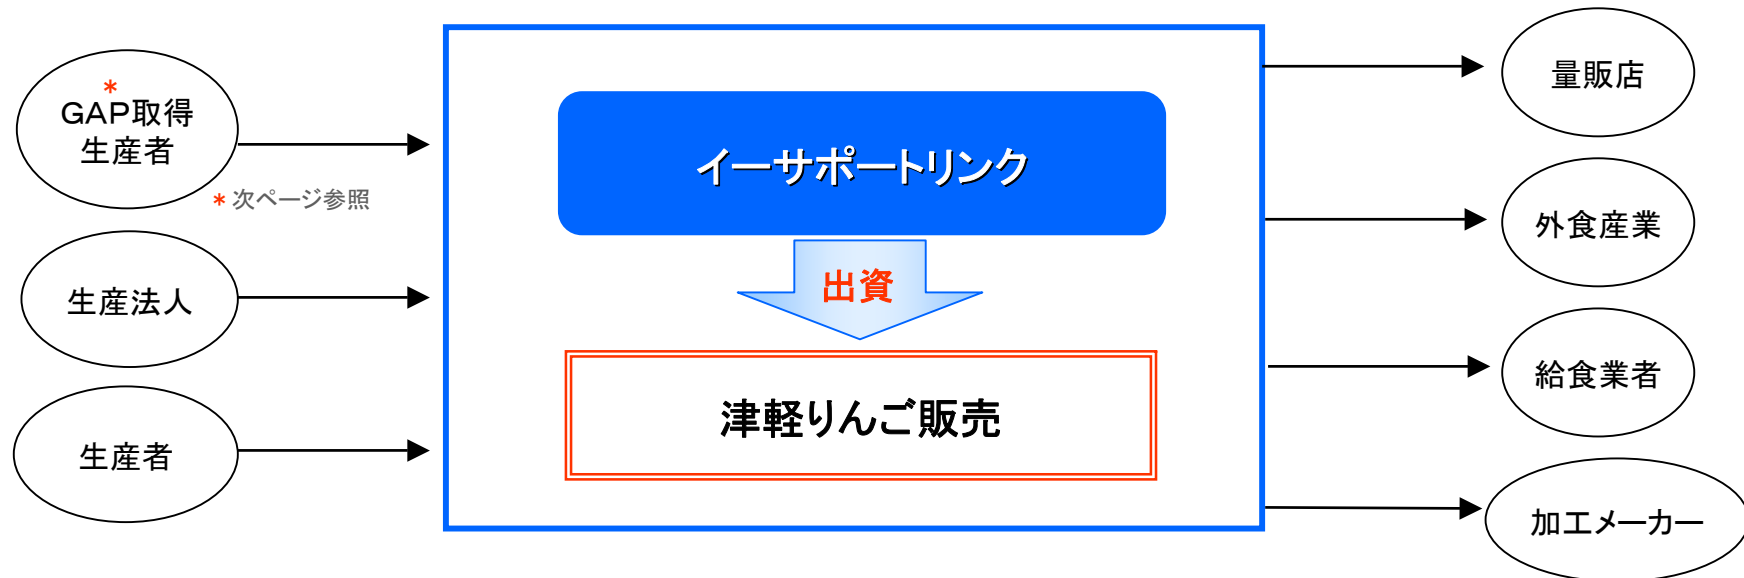 *
GAP取得
生産者
* 次ページ参照
生産法人
生産者
イーサポートリンク
出資
津軽りんご販売
量販店
外食産業
給食業者
加工メーカー